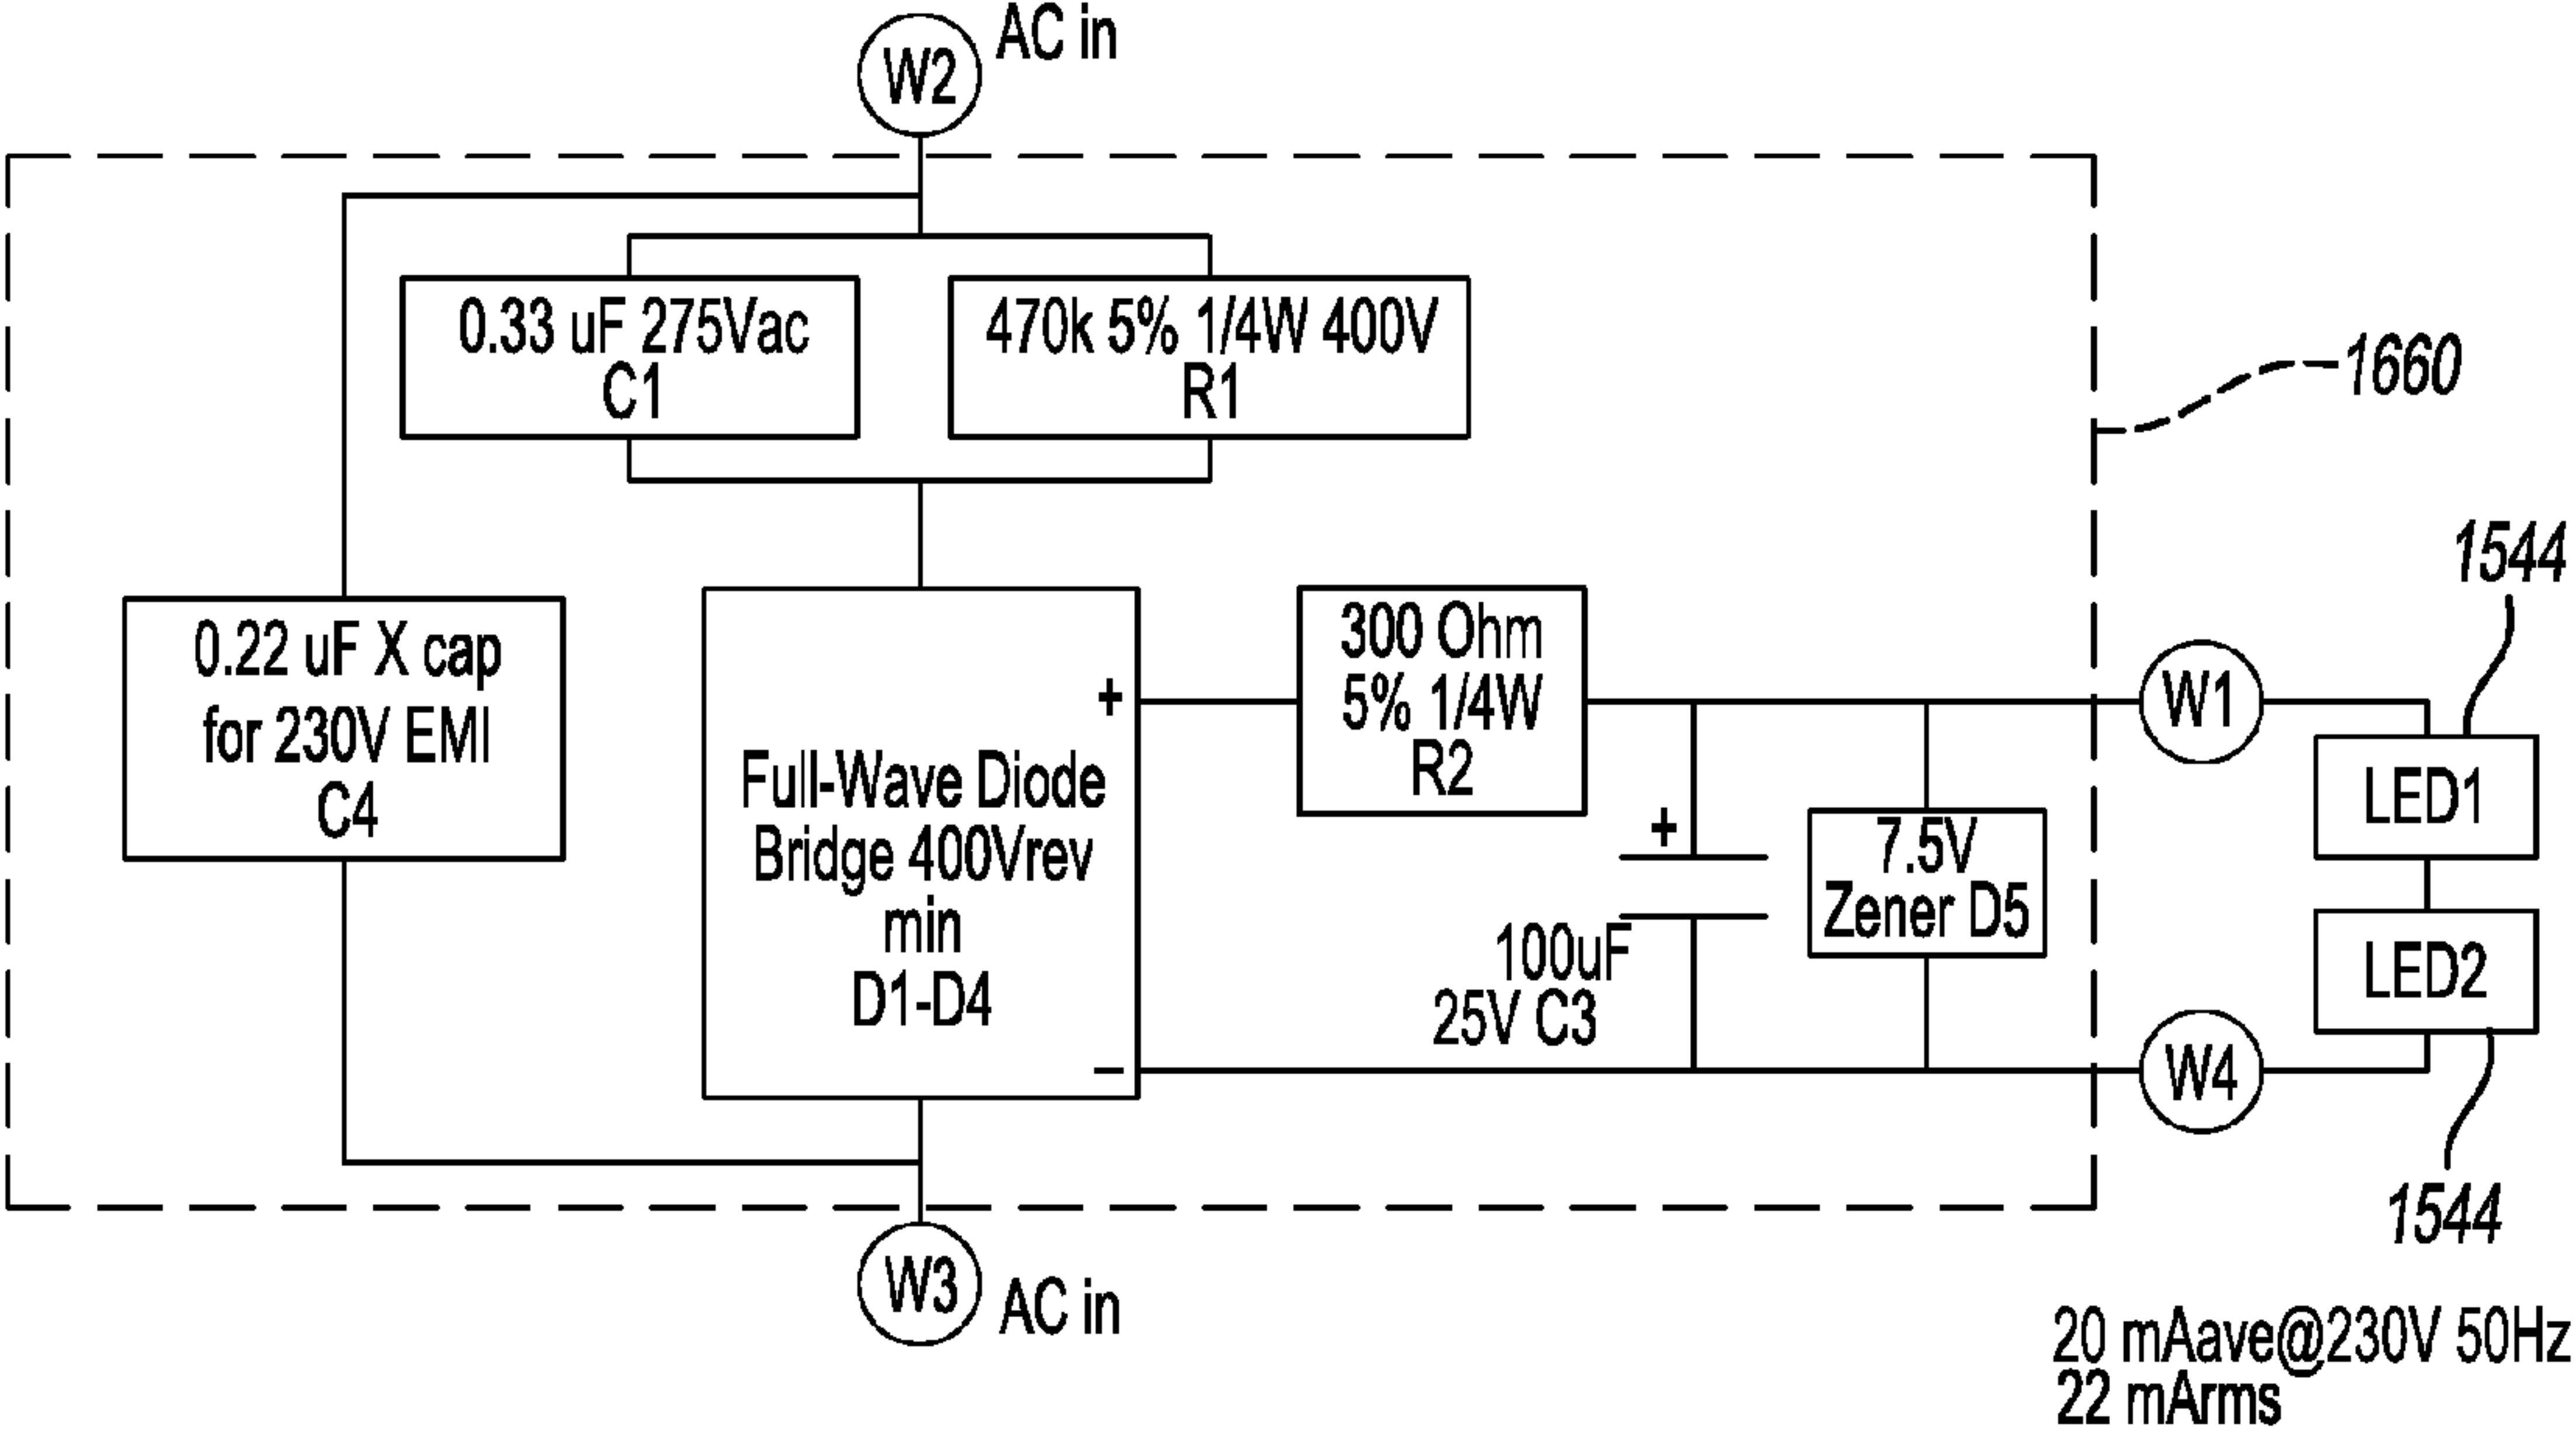 W2
AC in
0.33 uF 275Vac
C1
470k 5% 1/4W 400V
R1
1660
0.22 uF X cap
for 230V EMI
C4
Full-Wave Diode
Bridge 400Vrev
min
D1-D4
+
−
300 Ohm
5% 1/4W
R2
+
100uF
25V C3
7.5V
Zener D5
W1
W4
1544
LED1
LED2
1544
W3
AC in
20 mAave@230V 50Hz
22 mArms